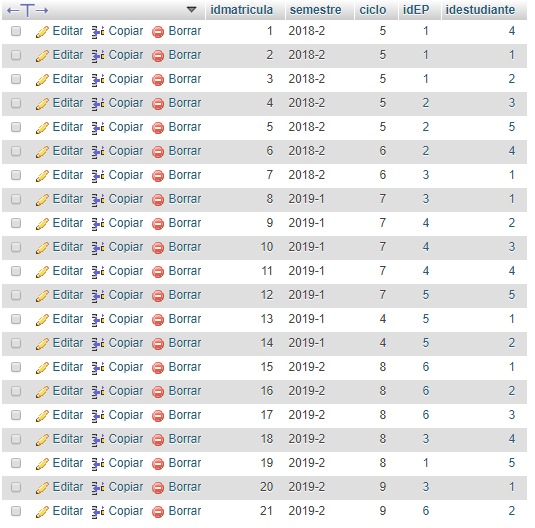 idmatricula semestre ciclo idEP idestudiante
Editar Copiar Borrar 1 2018-2 5 1 4
Editar Copiar Borrar 2 2018-2 5 1 1
Editar Copiar Borrar 3 2018-2 5 1 2
Editar Copiar Borrar 4 2018-2 5 2 3
Editar Copiar Borrar 5 2018-2 5 2 5
Editar Copiar Borrar 6 2018-2 6 2 4
Editar Copiar Borrar 7 2018-2 6 3 1
Editar Copiar Borrar 8 2019-1 7 3 1
Editar Copiar Borrar 9 2019-1 7 4 2
Editar Copiar Borrar 10 2019-1 7 4 3
Editar Copiar Borrar 11 2019-1 7 4 4
Editar Copiar Borrar 12 2019-1 7 5 5
Editar Copiar Borrar 13 2019-1 4 5 1
Editar Copiar Borrar 14 2019-1 4 5 2
Editar Copiar Borrar 15 2019-2 8 6 1
Editar Copiar Borrar 16 2019-2 8 6 2
Editar Copiar Borrar 17 2019-2 8 6 3
Editar Copiar Borrar 18 2019-2 8 3 4
Editar Copiar Borrar 19 2019-2 8 1 5
Editar Copiar Borrar 20 2019-2 9 3 1
Editar Copiar Borrar 21 2019-2 9 6 2